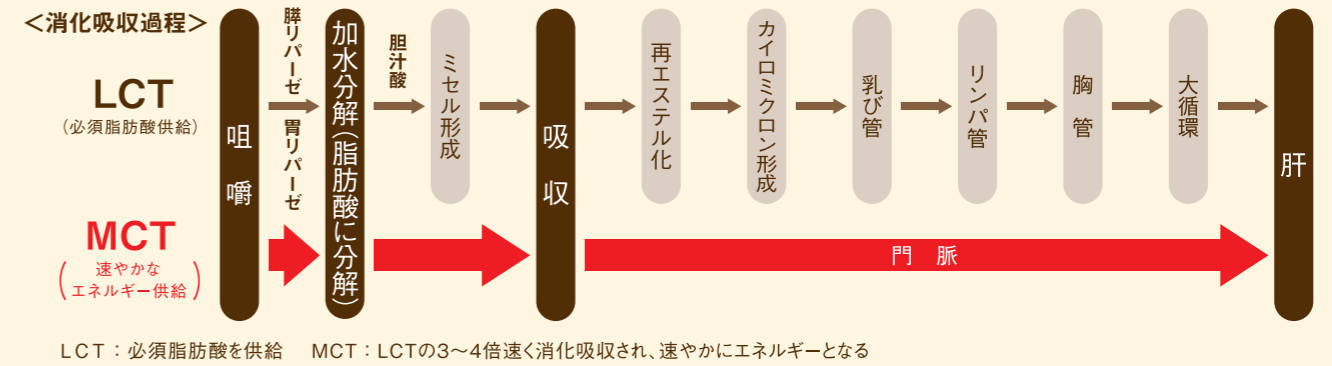 ＜消化吸収過程＞
LCT
（必須脂肪酸供給）
MCT
（速やかな
エネルギー供給）
咀嚼
膵リパーゼ
胃リパーゼ
加水分解（脂肪酸に分解）
胆汁酸
ミセル形成
吸収
再エステル化
カイロミクロン形成
乳び管
リンパ管
胸管
大循環
門脈
肝
LCT：必須脂肪酸を供給　MCT：LCTの3～4倍速く消化吸収され、速やかにエネルギーとなる